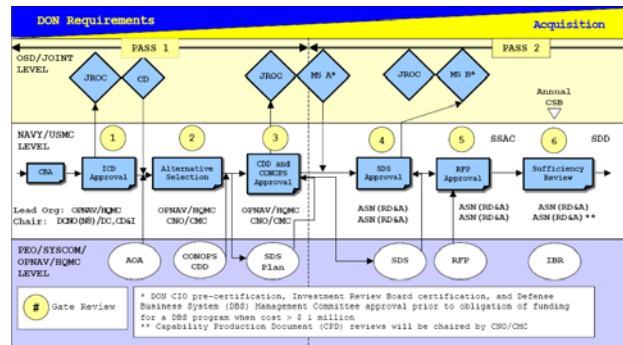 DON Requirements
Acquisition
PASS 1
PASS 2
OSD/JOINT
LEVEL
JROC
CD
JROC
MS A*
JROC
MS B*
Annual
CSB
NAVY/USMC
LEVEL
1
2
3
4
5
SSAC
6
SDD
CBA
ICD
Approval
Alternative
Selection
CDD and
CONOPS
Approval
SDS
Approval
RFP
Approval
Sufficiency
Review
Lead Org: OPNAV/HQMC
Chair: DCNO(N8)/DC,CD&I
OPNAV/HQMC
CNO/CMC
OPNAV/HQMC
CNO/CMC
ASN(RD&A)
ASN(RD&A)
ASN(RD&A)
ASN(RD&A)
ASN(RD&A)
ASN(RD&A)**
PEO/SYSCOM/
OPNAV/HQMC
LEVEL
AOA
CONOPS
CDD
SDS
Plan
SDS
RFP
IBR
# Gate Review
* DON CIO pre-certification, Investment Review Board certification, and Defense
Business System (DBS) Management Committee approval prior to obligation of funding
for a DBS program when cost > $ 1 million
** Capability Production Document (CPD) reviews will be chaired by CNO/CMC